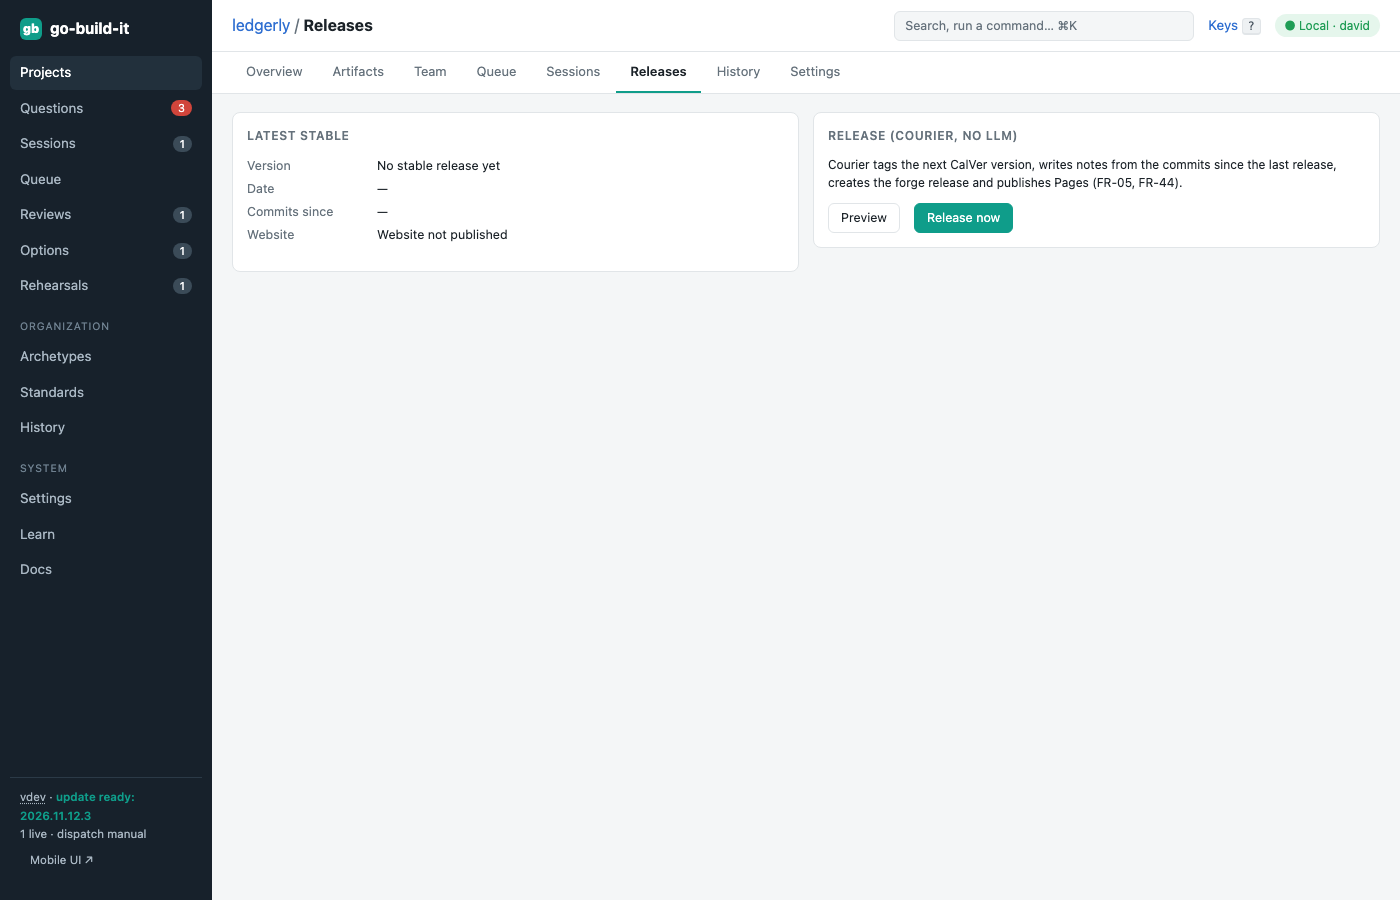 gb go-build-it
Projects
Questions 3
Sessions 1
Queue
Reviews 1
Options 1
Rehearsals 1
ORGANIZATION
Archetypes
Standards
History
SYSTEM
Settings
Learn
Docs
vdev · update ready:
2026.11.12.3
1 live · dispatch manual
Mobile UI ↗
ledgerly / Releases
Search, run a command... ⌘K
Keys ?
Local · david
Overview Artifacts Team Queue Sessions Releases History Settings
LATEST STABLE
Version No stable release yet
Date —
Commits since —
Website Website not published
RELEASE (COURIER, NO LLM)
Courier tags the next CalVer version, writes notes from the commits since the last release,
creates the forge release and publishes Pages (FR-05, FR-44).
Preview Release now